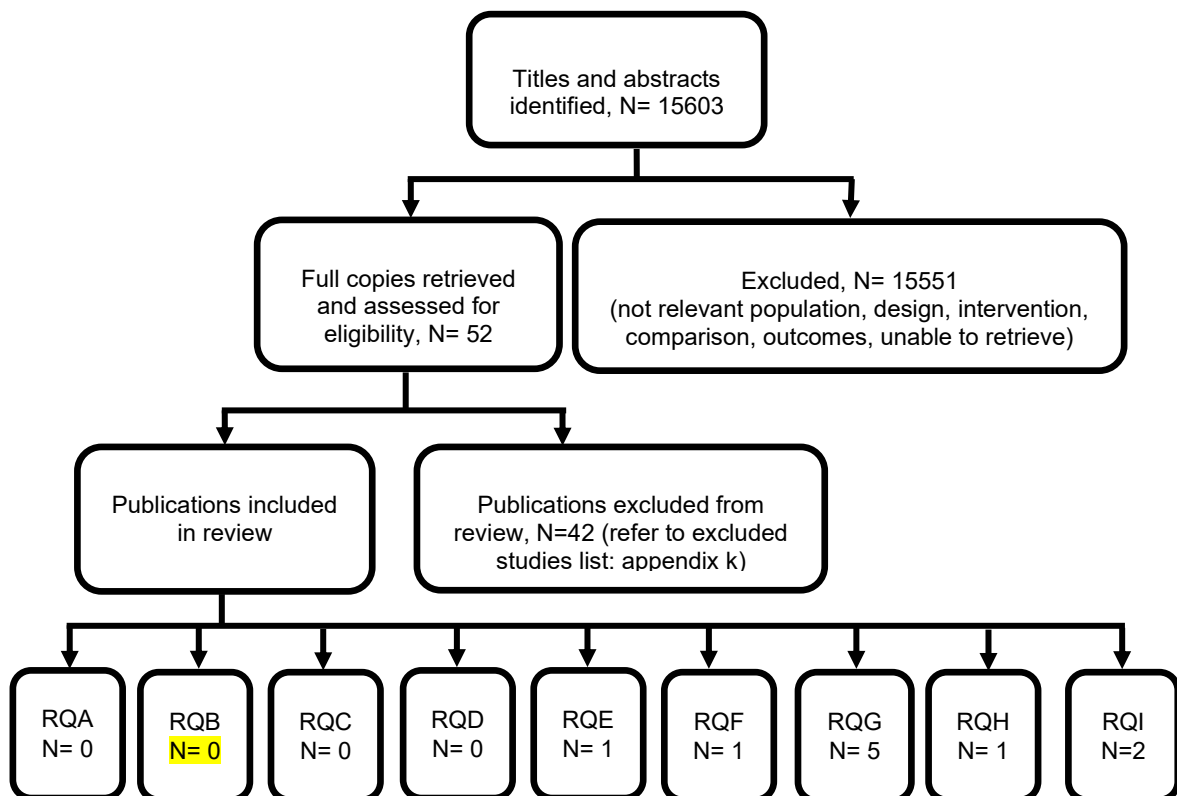 Titles and abstracts
identified, N= 15603
Full copies retrieved
and assessed for
eligibility, N= 52
Excluded, N= 15551
(not relevant population, design, intervention,
comparison, outcomes, unable to retrieve)
Publications included
in review
Publications excluded from
review, N=42 (refer to excluded
studies list: appendix k)
RQA
N= 0
RQB
N= 0
RQC
N= 0
RQD
N= 0
RQE
N= 1
RQF
N= 1
RQG
N= 5
RQH
N= 1
RQI
N=2